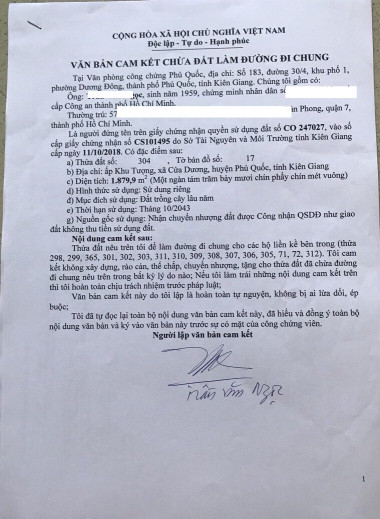 CỘNG HÒA XÃ HỘI CHỦ NGHĨA VIỆT NAM
Độc lập - Tự do - Hạnh phúc
VĂN BẢN CAM KẾT CHỪA ĐẤT LÀM ĐƯỜNG ĐI CHUNG
Tại Văn phòng công chứng Phú Quốc, địa chỉ: Số 183, đường 30/4, khu phố 1,
phường Dương Đông, thành phố Phú Quốc, tỉnh Kiên Giang. Chúng tôi gồm có:
Ông: ọc, sinh năm 1959, chứng minh nhân dân số
cấp Công an thành phố Hồ Chí Minh.
Thường trú: 57 ân Phong, quận 7,
thành phố Hồ Chí Minh.
Là người đứng tên trên giấy chứng nhận quyền sử dụng đất số CO 247027, vào sổ
cấp giấy chứng nhận số CS101495 do Sở Tài Nguyên và Môi Trường tỉnh Kiên Giang
cấp ngày 11/10/2018. Có đặc điểm sau:
a) Thửa đất số: 304 , Tờ bản đồ số: 17
b) Địa chỉ: ấp Khu Tượng, xã Cửa Dương, huyện Phú Quốc, tỉnh Kiên Giang
c) Diện tích: 1.879,9 m² (Một ngàn tám trăm bảy mươi chín phẩy chín mét vuông)
d) Hình thức sử dụng: Sử dụng riêng
đ) Mục đích sử dụng: Đất trồng cây lâu năm
e) Thời hạn sử dụng: Tháng 10/2043
g) Nguồn gốc sử dụng: Nhận chuyển nhượng đất được Công nhận QSDĐ như giao
đất không thu tiền sử dụng đất.
Nội dung cam kết sau:
Thửa đất nêu trên tôi để làm đường đi chung cho các hộ liền kề bên trong (thửa
298, 299, 365, 301, 302, 303, 311, 310, 309, 308, 307, 306, 305, 71, 72, 312). Tôi cam
kết không xây dựng, rào cản, thế chấp, chuyển nhượng, tặng cho thửa đất đã chừa đường
đi chung nêu trên trong bất kỳ lý do nào; Nếu tôi làm trái những nội dung cam kết trên
thì tôi hoàn toàn chịu trách nhiệm trước pháp luật;
Văn bản cam kết này do tôi lập là hoàn toàn tự nguyện, không bị ai lừa dối, ép
buộc;
Tôi đã tự đọc lại toàn bộ nội dung văn bản cam kết này, đã hiểu và đồng ý toàn bộ
nội dung văn bản và ký vào văn bản này trước sự có mặt của công chứng viên.
Người lập văn bản cam kết
Trần Văn Ngọc
1